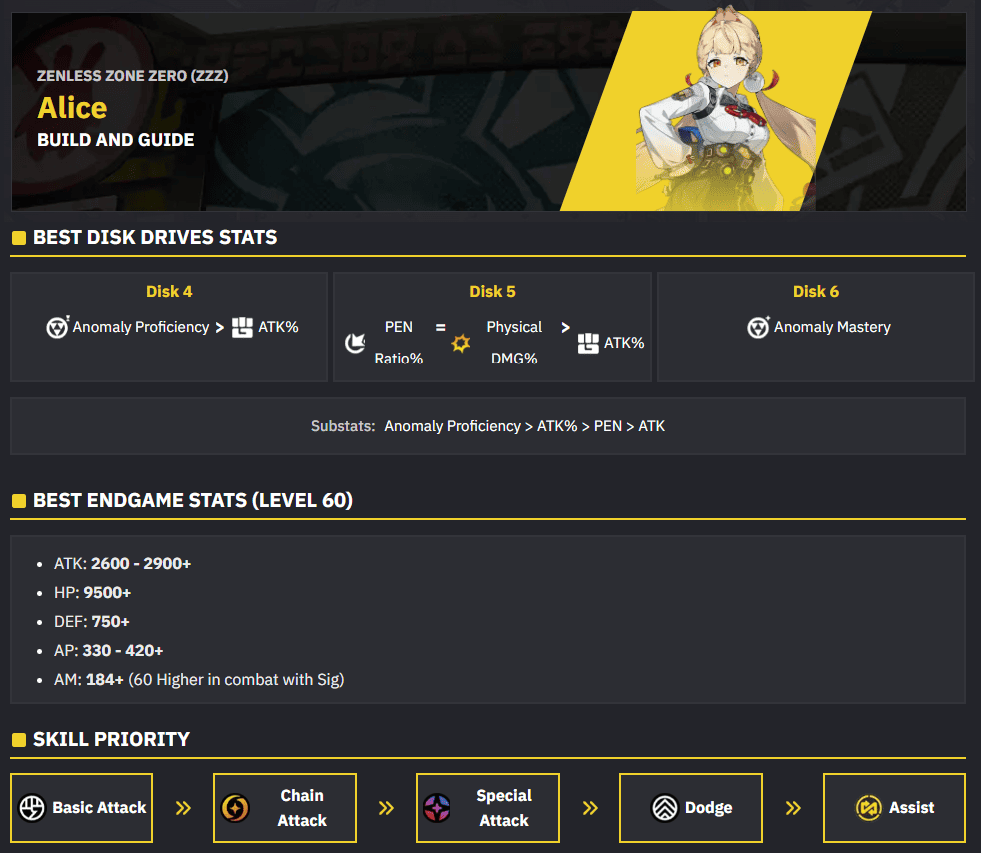 ZENLESS ZONE ZERO (ZZZ)
Alice
BUILD AND GUIDE
BEST DISK DRIVES STATS
Disk 4
Anomaly Proficiency > ATK%
Disk 5
PEN Ratio% = Physical DMG% > ATK%
Disk 6
Anomaly Mastery
Substats: Anomaly Proficiency > ATK% > PEN > ATK
BEST ENDGAME STATS (LEVEL 60)
• ATK: 2600 - 2900+
• HP: 9500+
• DEF: 750+
• AP: 330 - 420+
• AM: 184+ (60 Higher in combat with Sig)
SKILL PRIORITY
Basic Attack
Chain
Attack
Special
Attack
Dodge
Assist